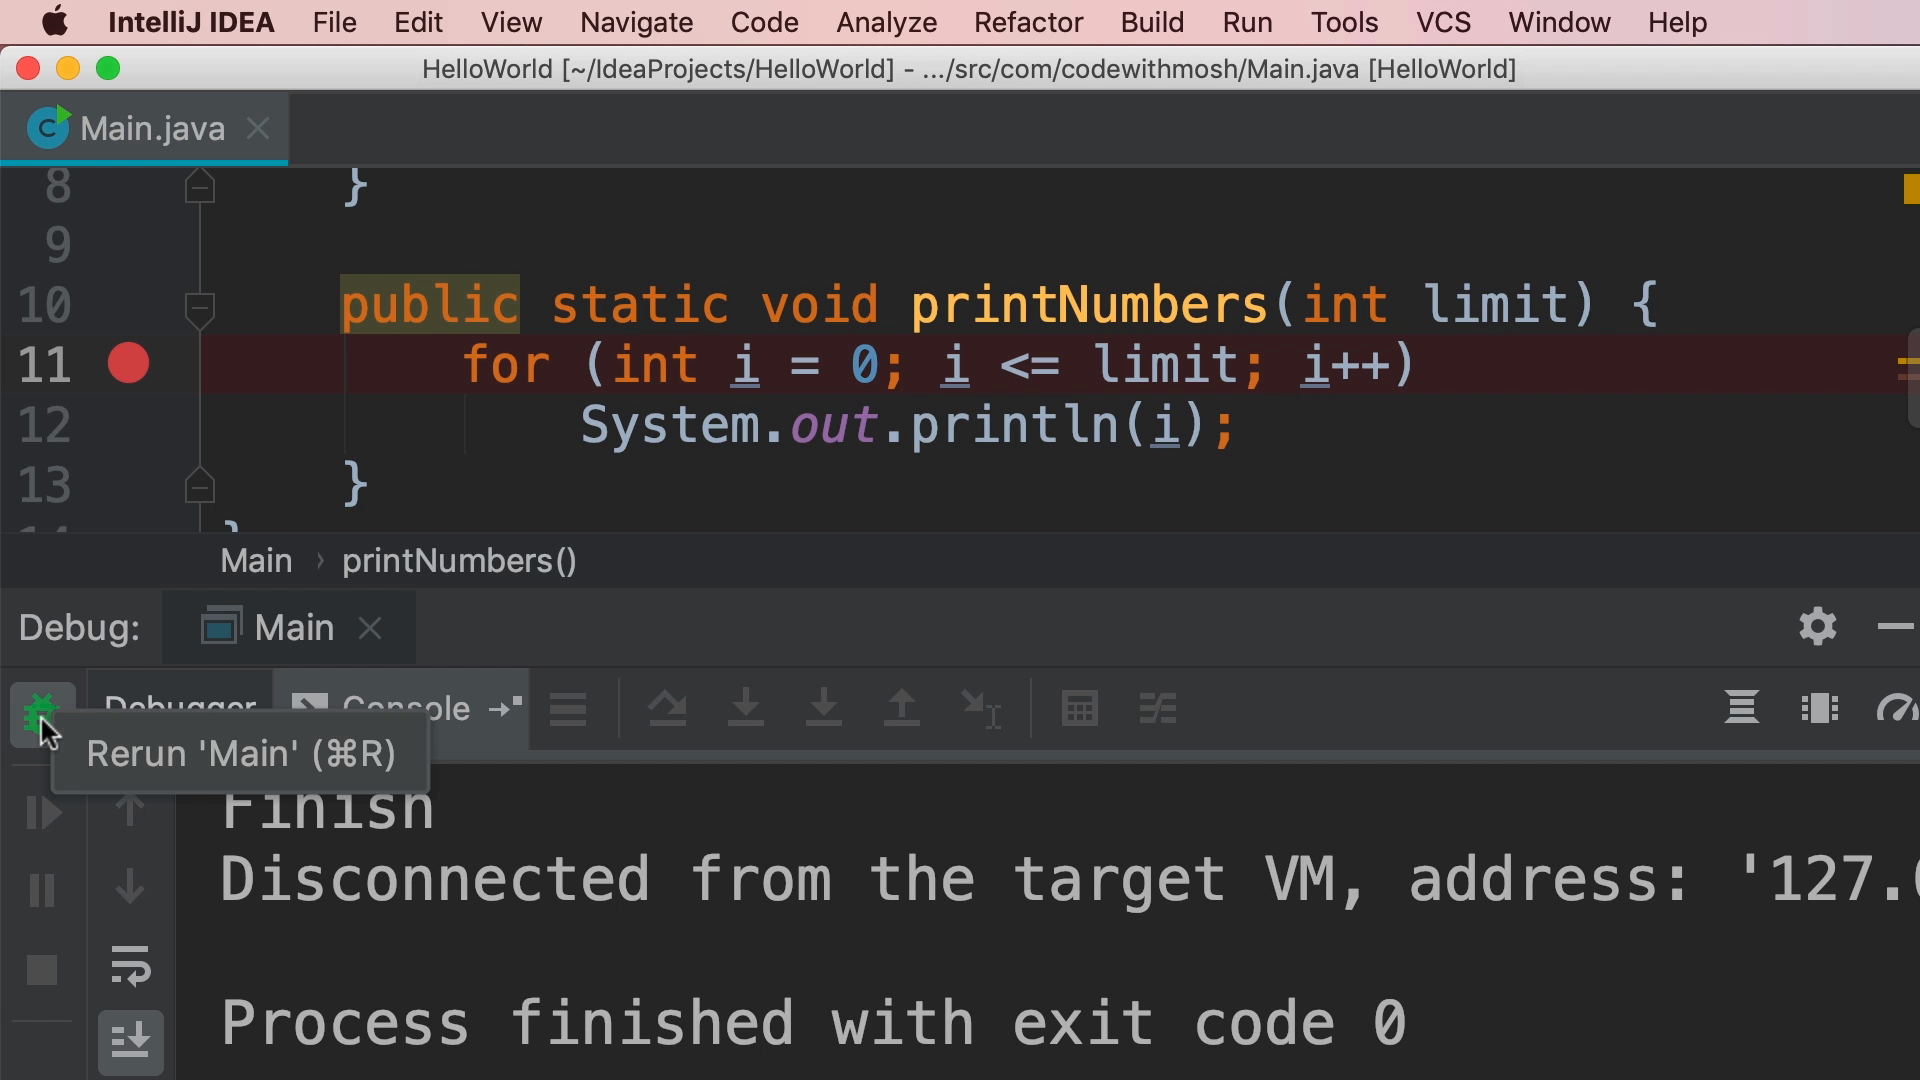 IntelliJ IDEA File Edit View Navigate Code Analyze Refactor Build Run Tools VCS Window Help
HelloWorld [~/IdeaProjects/HelloWorld] - .../src/com/codewithmosh/Main.java [HelloWorld]
C Main.java
8 }
9
10 public static void printNumbers(int limit) {
11 for (int i = 0; i <= limit; i++)
12 System.out.println(i);
13 }
Main › printNumbers()
Debug: Main
Debugger Console
Rerun 'Main' (⌘R)
Finish
Disconnected from the target VM, address: '127.
Process finished with exit code 0